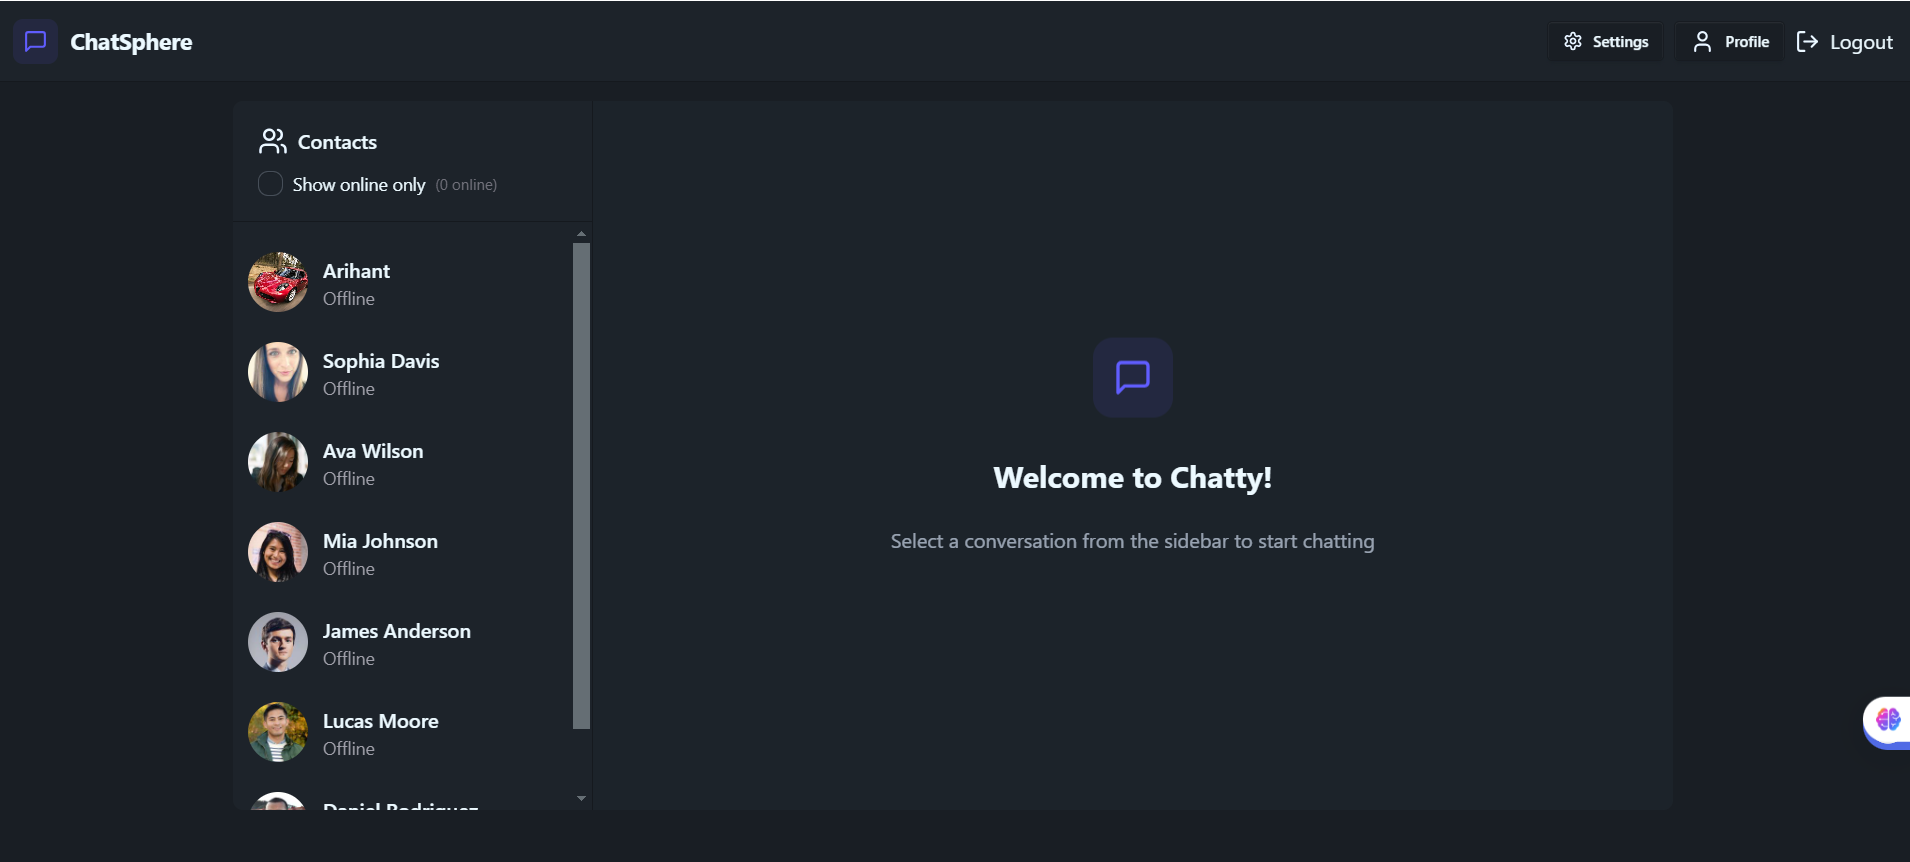 ChatSphere
Settings
Profile
Logout
Contacts
Show online only (0 online)
Arihant
Offline
Sophia Davis
Offline
Ava Wilson
Offline
Mia Johnson
Offline
James Anderson
Offline
Lucas Moore
Offline
Daniel Rodriguez
Welcome to Chatty!
Select a conversation from the sidebar to start chatting